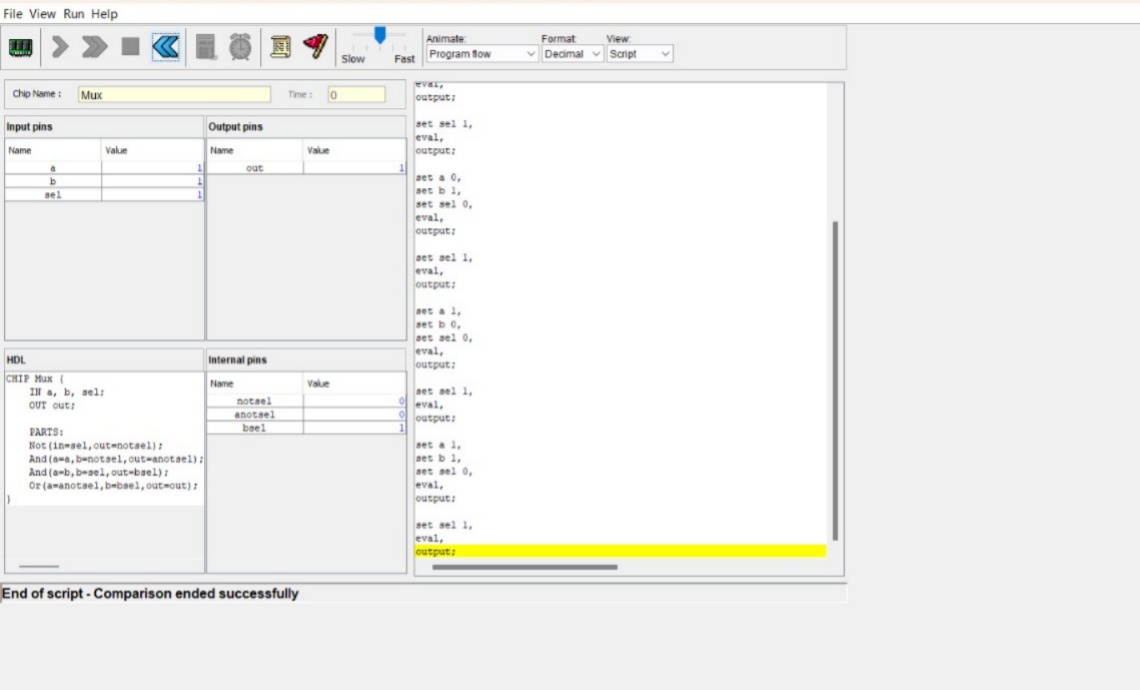 File View Run Help
Slow Fast
Animate: Format: View:
Program flow Decimal Script
Chip Name : Mux Time : 0
Input pins
Name Value
a 1
b 1
sel 1
Output pins
Name Value
out 1
HDL
CHIP Mux {
IN a, b, sel;
OUT out;
PARTS:
Not(in=sel,out=notsel);
And(a=a,b=notsel,out=anotsel);
And(a=b,b=sel,out=bsel);
Or(a=anotsel,b=bsel,out=out);
}
Internal pins
Name Value
notsel 0
anotsel 0
bsel 1
eval,
output;
set sel 1,
eval,
output;
set a 0,
set b 1,
set sel 0,
eval,
output;
set sel 1,
eval,
output;
set a 1,
set b 0,
set sel 0,
eval,
output;
set sel 1,
eval,
output;
set a 1,
set b 1,
set sel 0,
eval,
output;
set sel 1,
eval,
output;
End of script - Comparison ended successfully